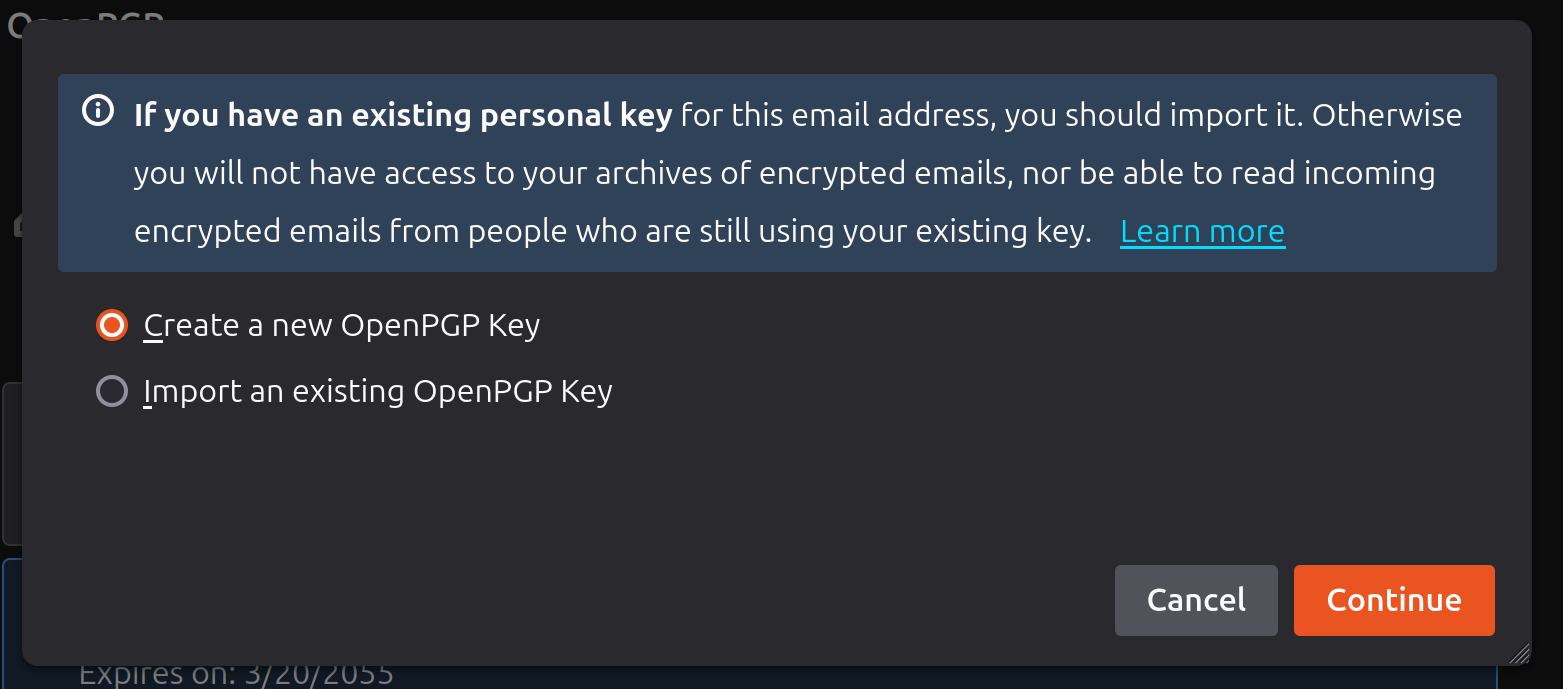 OpenPGP
If you have an existing personal key for this email address, you should import it. Otherwise
you will not have access to your archives of encrypted emails, nor be able to read incoming
encrypted emails from people who are still using your existing key. Learn more
Create a new OpenPGP Key
Import an existing OpenPGP Key
Cancel
Continue
Expires on: 3/20/2055